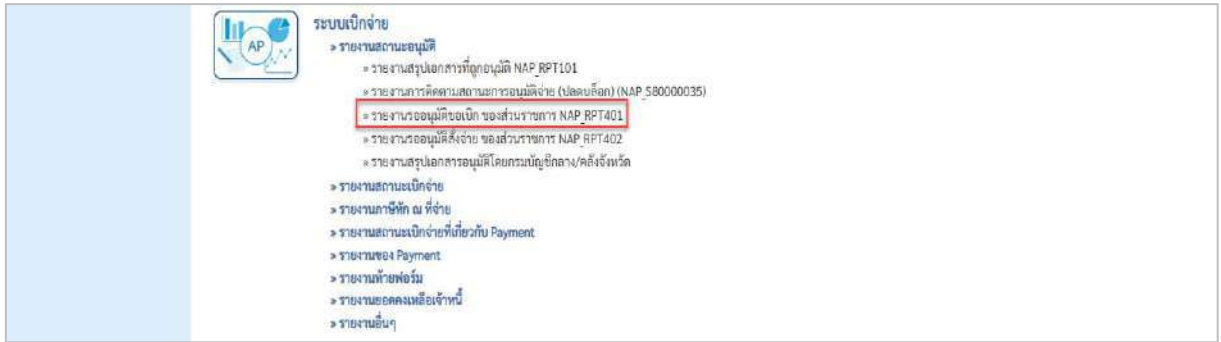 ระบบเบิกจ่าย
AP
» รายงานสถานะอนุมัติ
» รายงานสรุปเอกสารที่ถูกอนุมัติ NAP_RPT101
» รายงานการติดตามสถานะการอนุมัติจ่าย (ปลดบล็อก) (NAP_S80000035)
» รายงานรออนุมัติขอเบิก ของส่วนราชการ NAP_RPT401
» รายงานรออนุมัติสั่งจ่าย ของส่วนราชการ NAP_RPT402
» รายงานสรุปเอกสารอนุมัติโดยกรมบัญชีกลาง/คลังจังหวัด
» รายงานสถานะเบิกจ่าย
» รายงานภาษีหัก ณ ที่จ่าย
» รายงานสถานะเบิกจ่ายที่เกี่ยวกับ Payment
» รายงานของ Payment
» รายงานท้ายฟอร์ม
» รายงานยอดคงเหลือเจ้าหนี้
» รายงานอื่นๆ